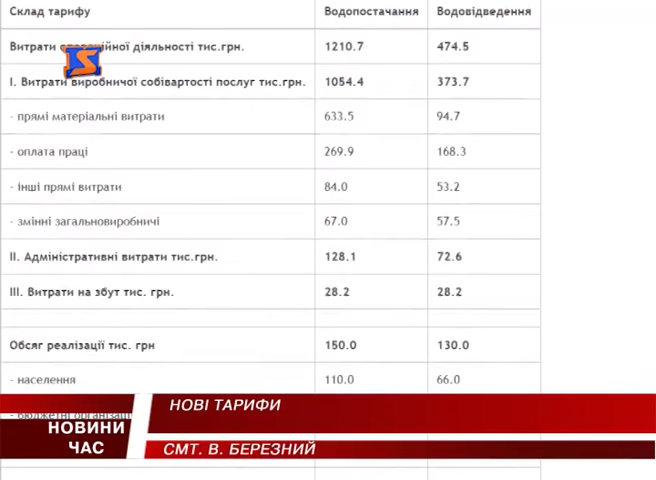 Склад тарифу Водопостачання Водовідведення
Витрати операційної діяльності тис.грн. 1210.7 474.5
I. Витрати виробничої собівартості послуг тис.грн. 1054.4 373.7
- прямі матеріальні витрати 633.5 94.7
- оплата праці 269.9 168.3
- інші прямі витрати 84.0 53.2
- змінні загальновиробничі 67.0 57.5
II. Адміністративні витрати тис.грн. 128.1 72.6
III. Витрати на збут тис. грн. 28.2 28.2
Обсяг реалізації тис. грн 150.0 130.0
- населення 110.0 66.0
НОВІ ТАРИФИ
НОВИНИ
ЧАС
СМТ. В. БЕРЕЗНИЙ